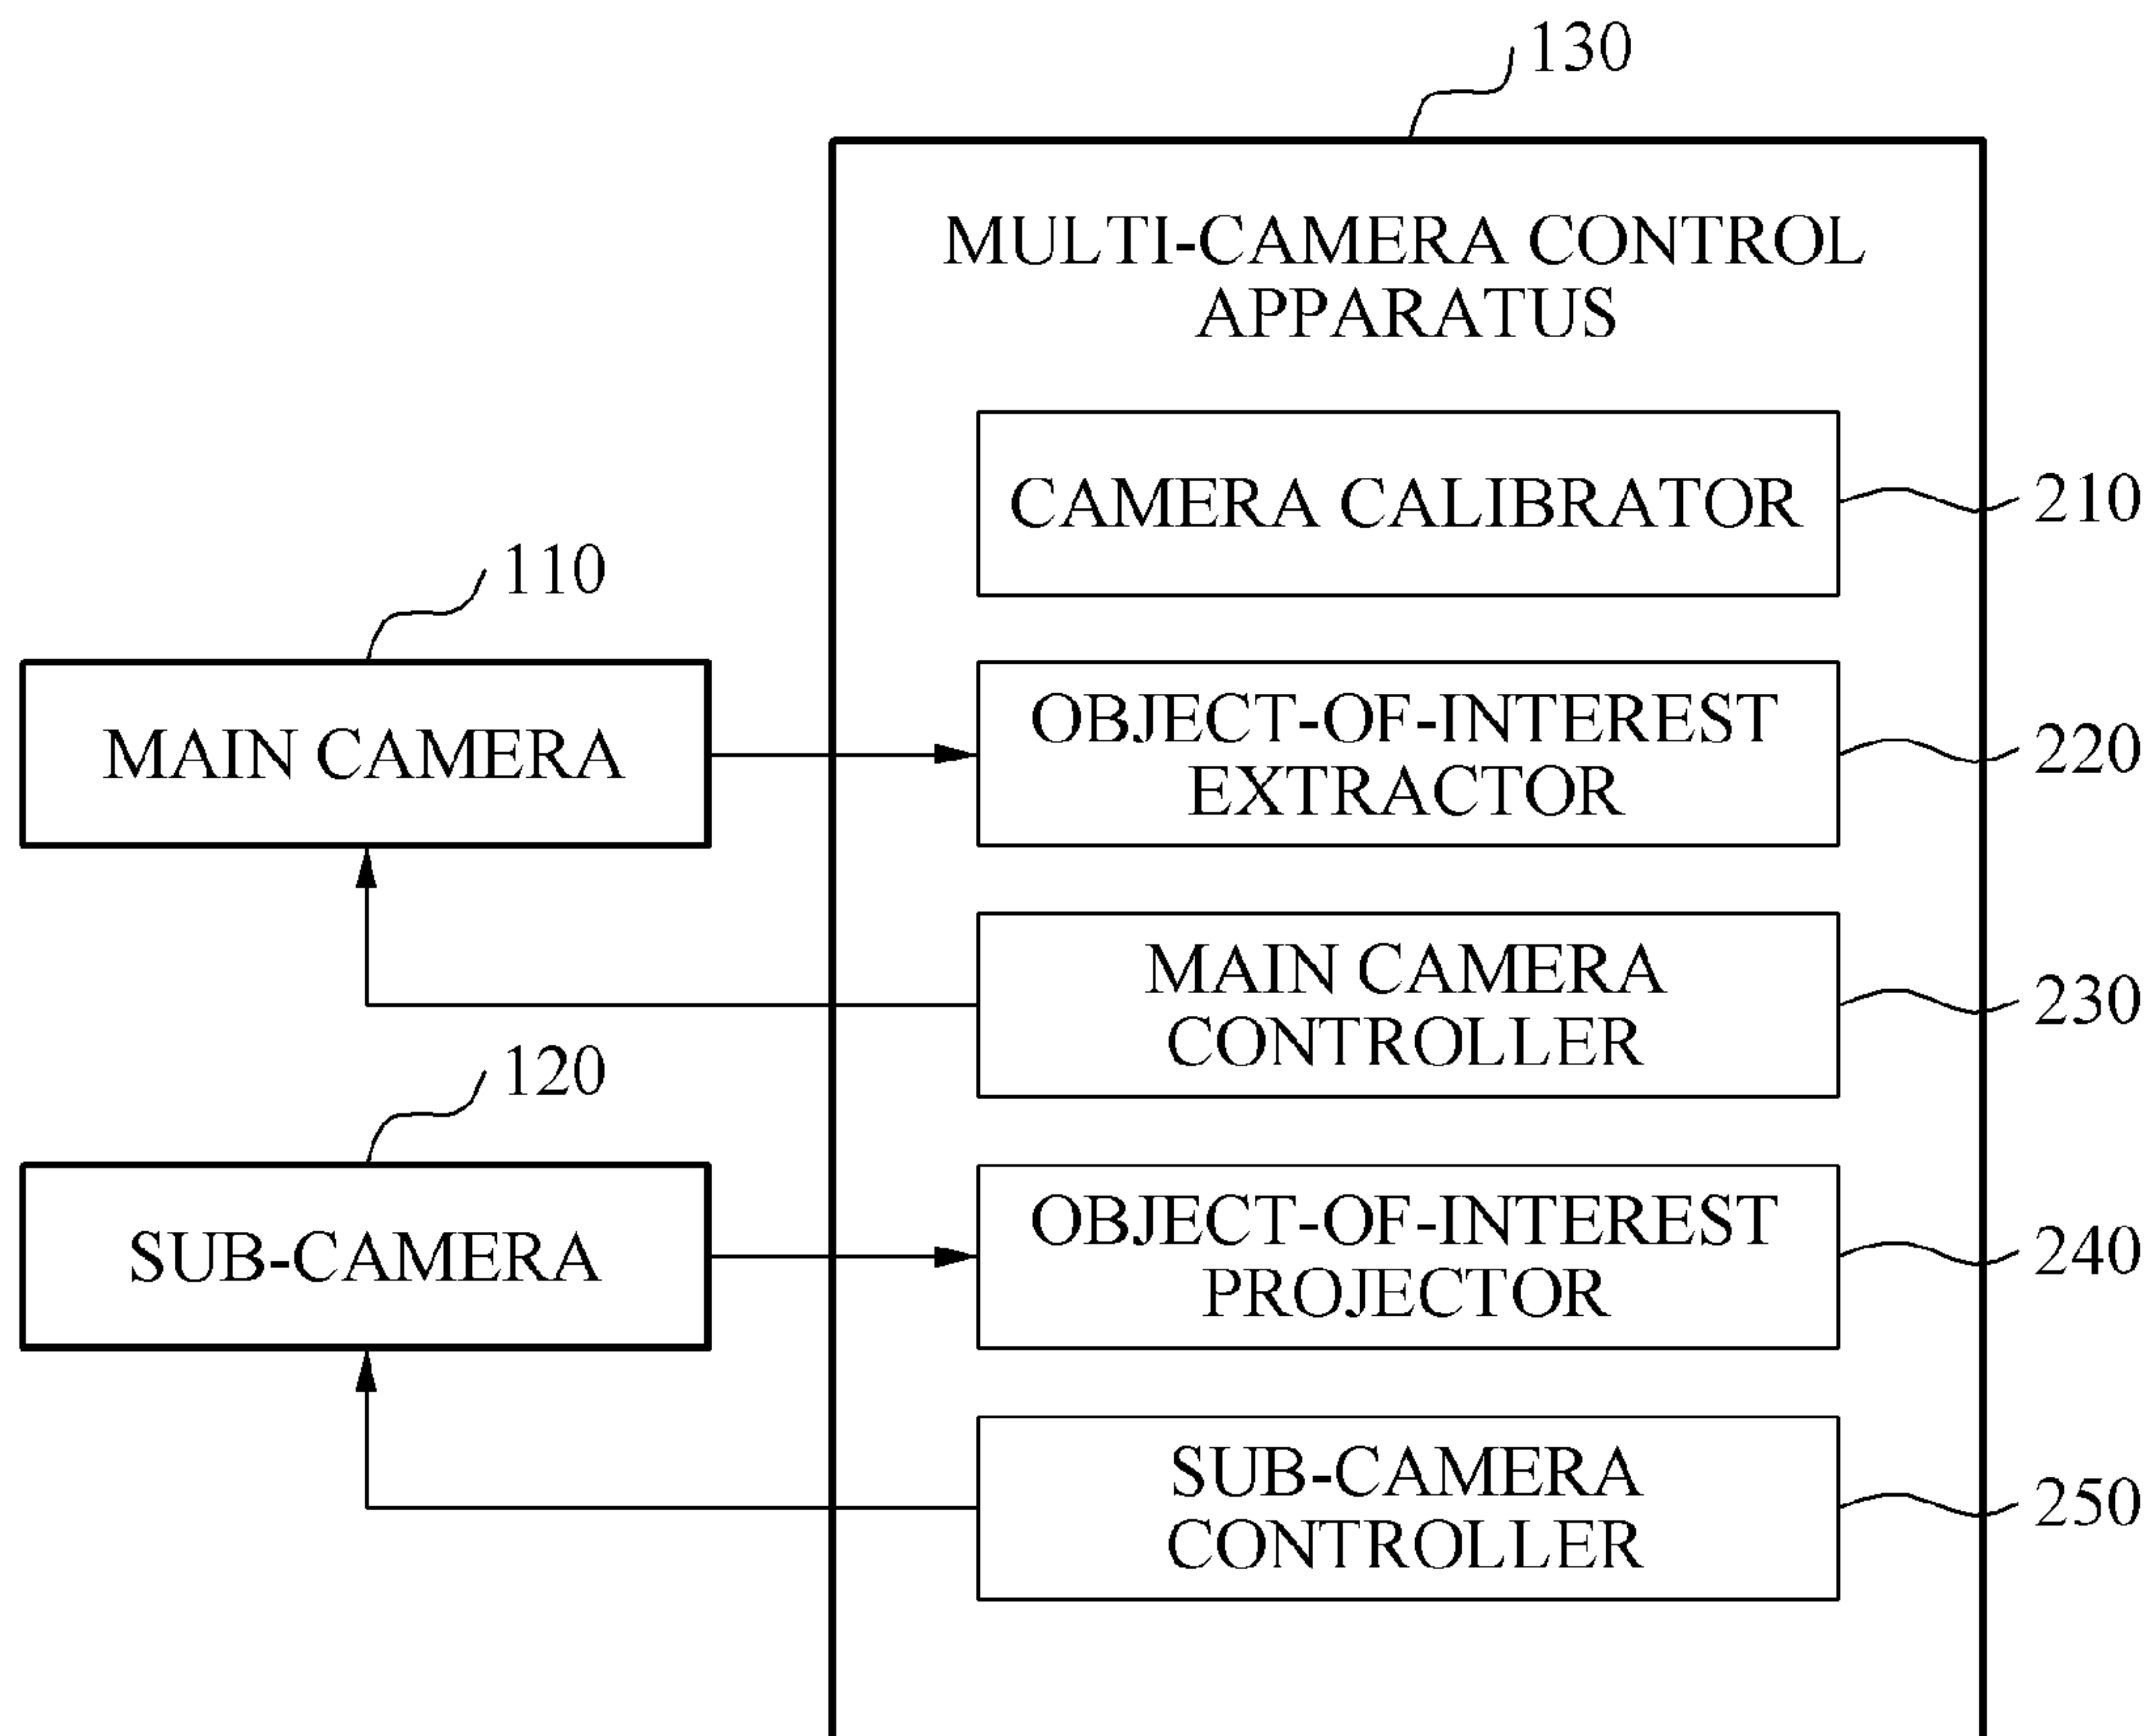 130
MULTI-CAMERA CONTROL
APPARATUS
CAMERA CALIBRATOR
210
110
MAIN CAMERA
OBJECT-OF-INTEREST
EXTRACTOR
220
MAIN CAMERA
CONTROLLER
230
120
SUB-CAMERA
OBJECT-OF-INTEREST
PROJECTOR
240
SUB-CAMERA
CONTROLLER
250